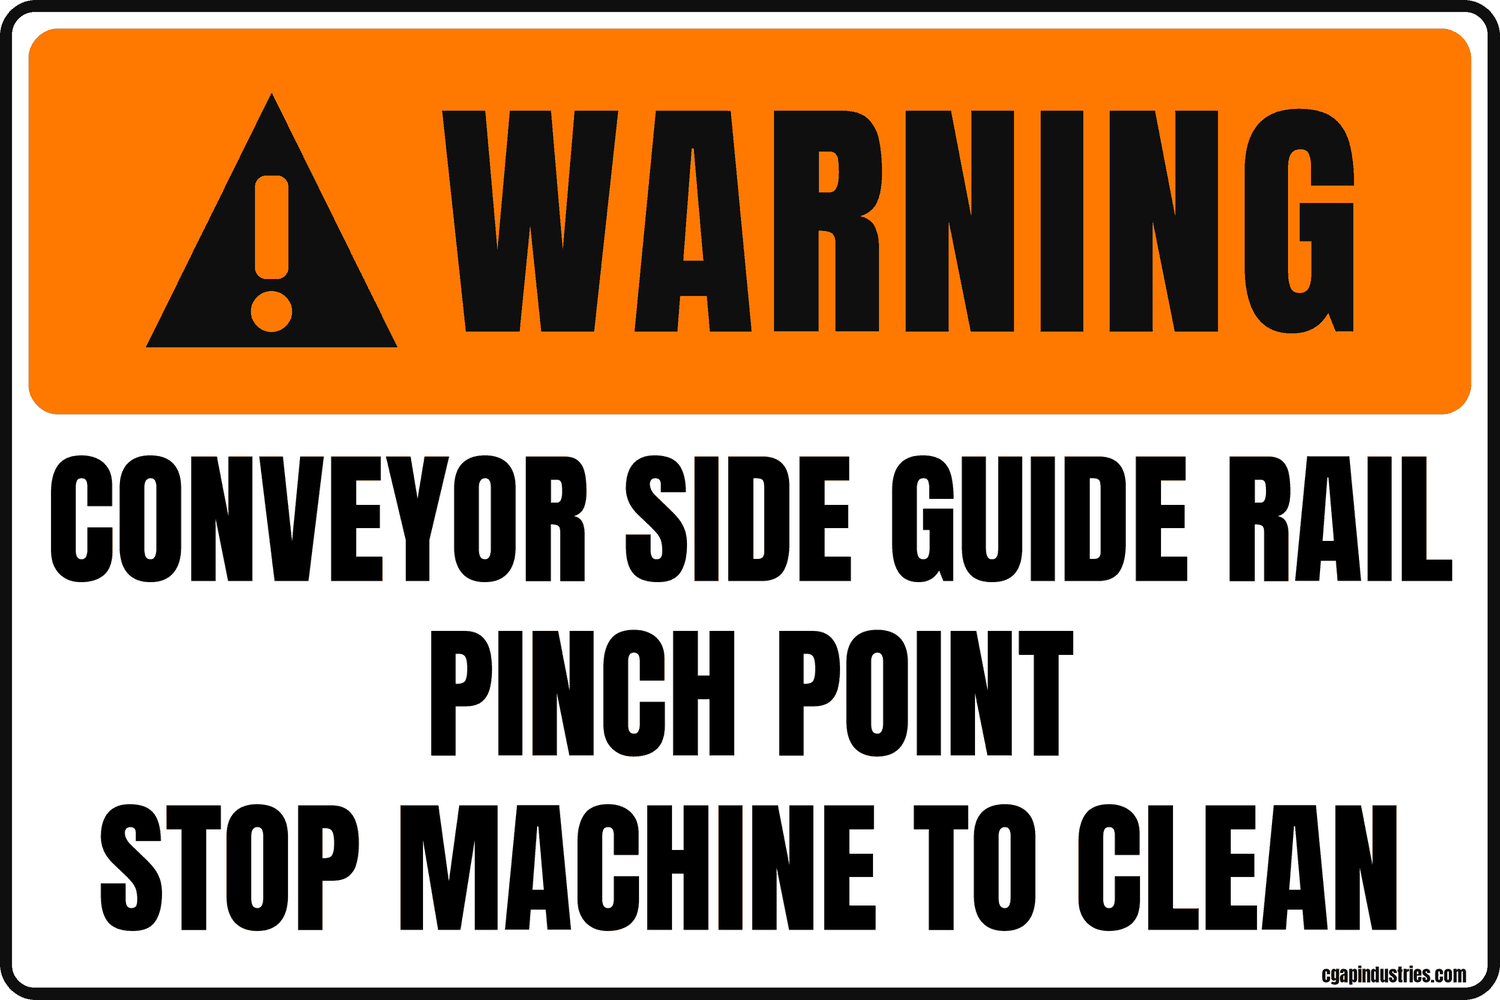 WARNING
CONVEYOR SIDE GUIDE RAIL
PINCH POINT
STOP MACHINE TO CLEAN
cgapindustries.com